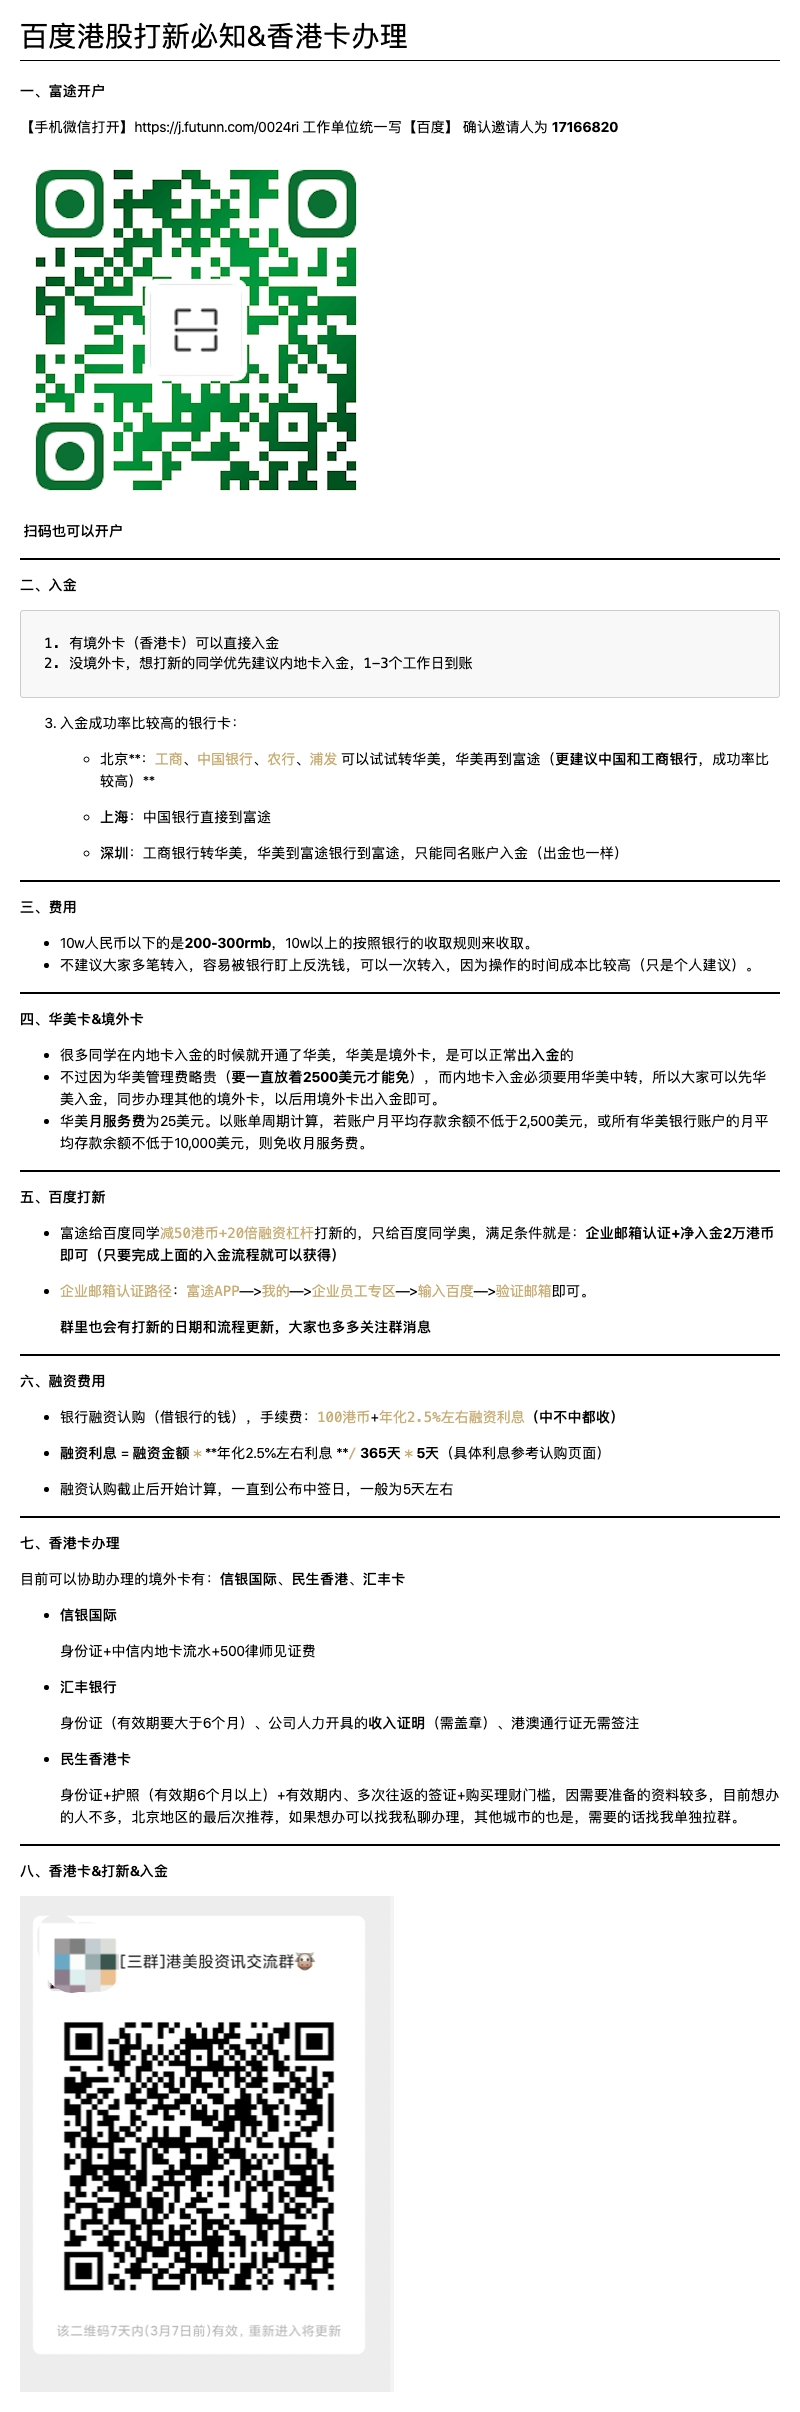 百度港股打新必知&香港卡办理
一、富途开户
【手机微信打开】https://j.futunn.com/0024ri 工作单位统一写【百度】 确认邀请人为 17166820
扫码也可以开户
二、入金
1. 有境外卡（香港卡）可以直接入金
2. 没境外卡，想打新的同学优先建议内地卡入金，1-3个工作日到账
3. 入金成功率比较高的银行卡：
北京**：工商、中国银行、农行、浦发 可以试试转华美，华美再到富途（更建议中国和工商银行，成功率比
较高）**
上海：中国银行直接到富途
深圳：工商银行转华美，华美到富途银行到富途，只能同名账户入金（出金也一样）
三、费用
10w人民币以下的是200-300rmb，10w以上的按照银行的收取规则来收取。
不建议大家多笔转入，容易被银行盯上反洗钱，可以一次转入，因为操作的时间成本比较高（只是个人建议）。
四、华美卡&境外卡
很多同学在内地卡入金的时候就开通了华美，华美是境外卡，是可以正常出入金的
不过因为华美管理费略贵（要一直放着2500美元才能免），而内地卡入金必须要用华美中转，所以大家可以先华
美入金，同步办理其他的境外卡，以后用境外卡出入金即可。
华美月服务费为25美元。以账单周期计算，若账户月平均存款余额不低于2,500美元，或所有华美银行账户的月平
均存款余额不低于10,000美元，则免收月服务费。
五、百度打新
富途给百度同学减50港币+20倍融资杠杆打新的，只给百度同学奥，满足条件就是：企业邮箱认证+净入金2万港币
即可（只要完成上面的入金流程就可以获得）
企业邮箱认证路径：富途APP—>我的—>企业员工专区—>输入百度—>验证邮箱即可。
群里也会有打新的日期和流程更新，大家也多多关注群消息
六、融资费用
银行融资认购（借银行的钱），手续费：100港币+年化2.5%左右融资利息（中不中都收）
融资利息 = 融资金额 * **年化2.5%左右利息 **/ 365天 * 5天（具体利息参考认购页面）
融资认购截止后开始计算，一直到公布中签日，一般为5天左右
七、香港卡办理
目前可以协助办理的境外卡有：信银国际、民生香港、汇丰卡
信银国际
身份证+中信内地卡流水+500律师见证费
汇丰银行
身份证（有效期要大于6个月）、公司人力开具的收入证明（需盖章）、港澳通行证无需签注
民生香港卡
身份证+护照（有效期6个月以上）+有效期内、多次往返的签证+购买理财门槛，因需要准备的资料较多，目前想办
的人不多，北京地区的最后次推荐，如果想办可以找我私聊办理，其他城市的也是，需要的话找我单独拉群。
八、香港卡&打新&入金
[三群]港美股资讯交流群🐮
该二维码7天内(3月7日前)有效，重新进入将更新